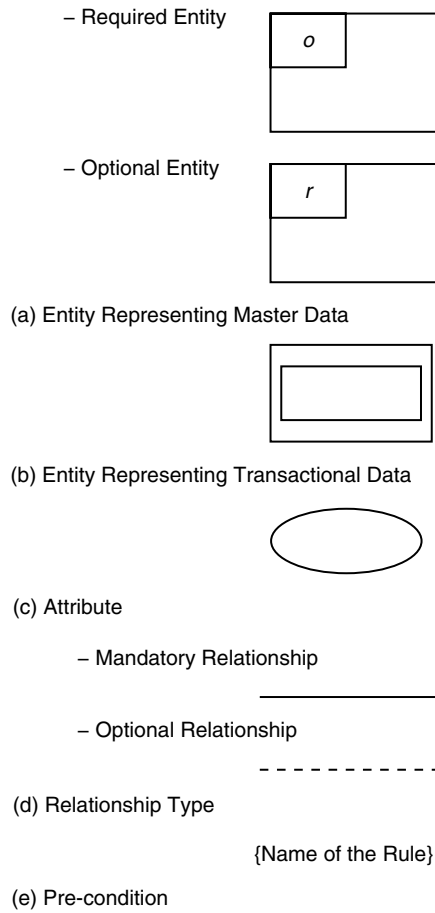 – Required Entity
o
– Optional Entity
r
(a) Entity Representing Master Data
(b) Entity Representing Transactional Data
(c) Attribute
– Mandatory Relationship
– Optional Relationship
(d) Relationship Type
{Name of the Rule}
(e) Pre-condition